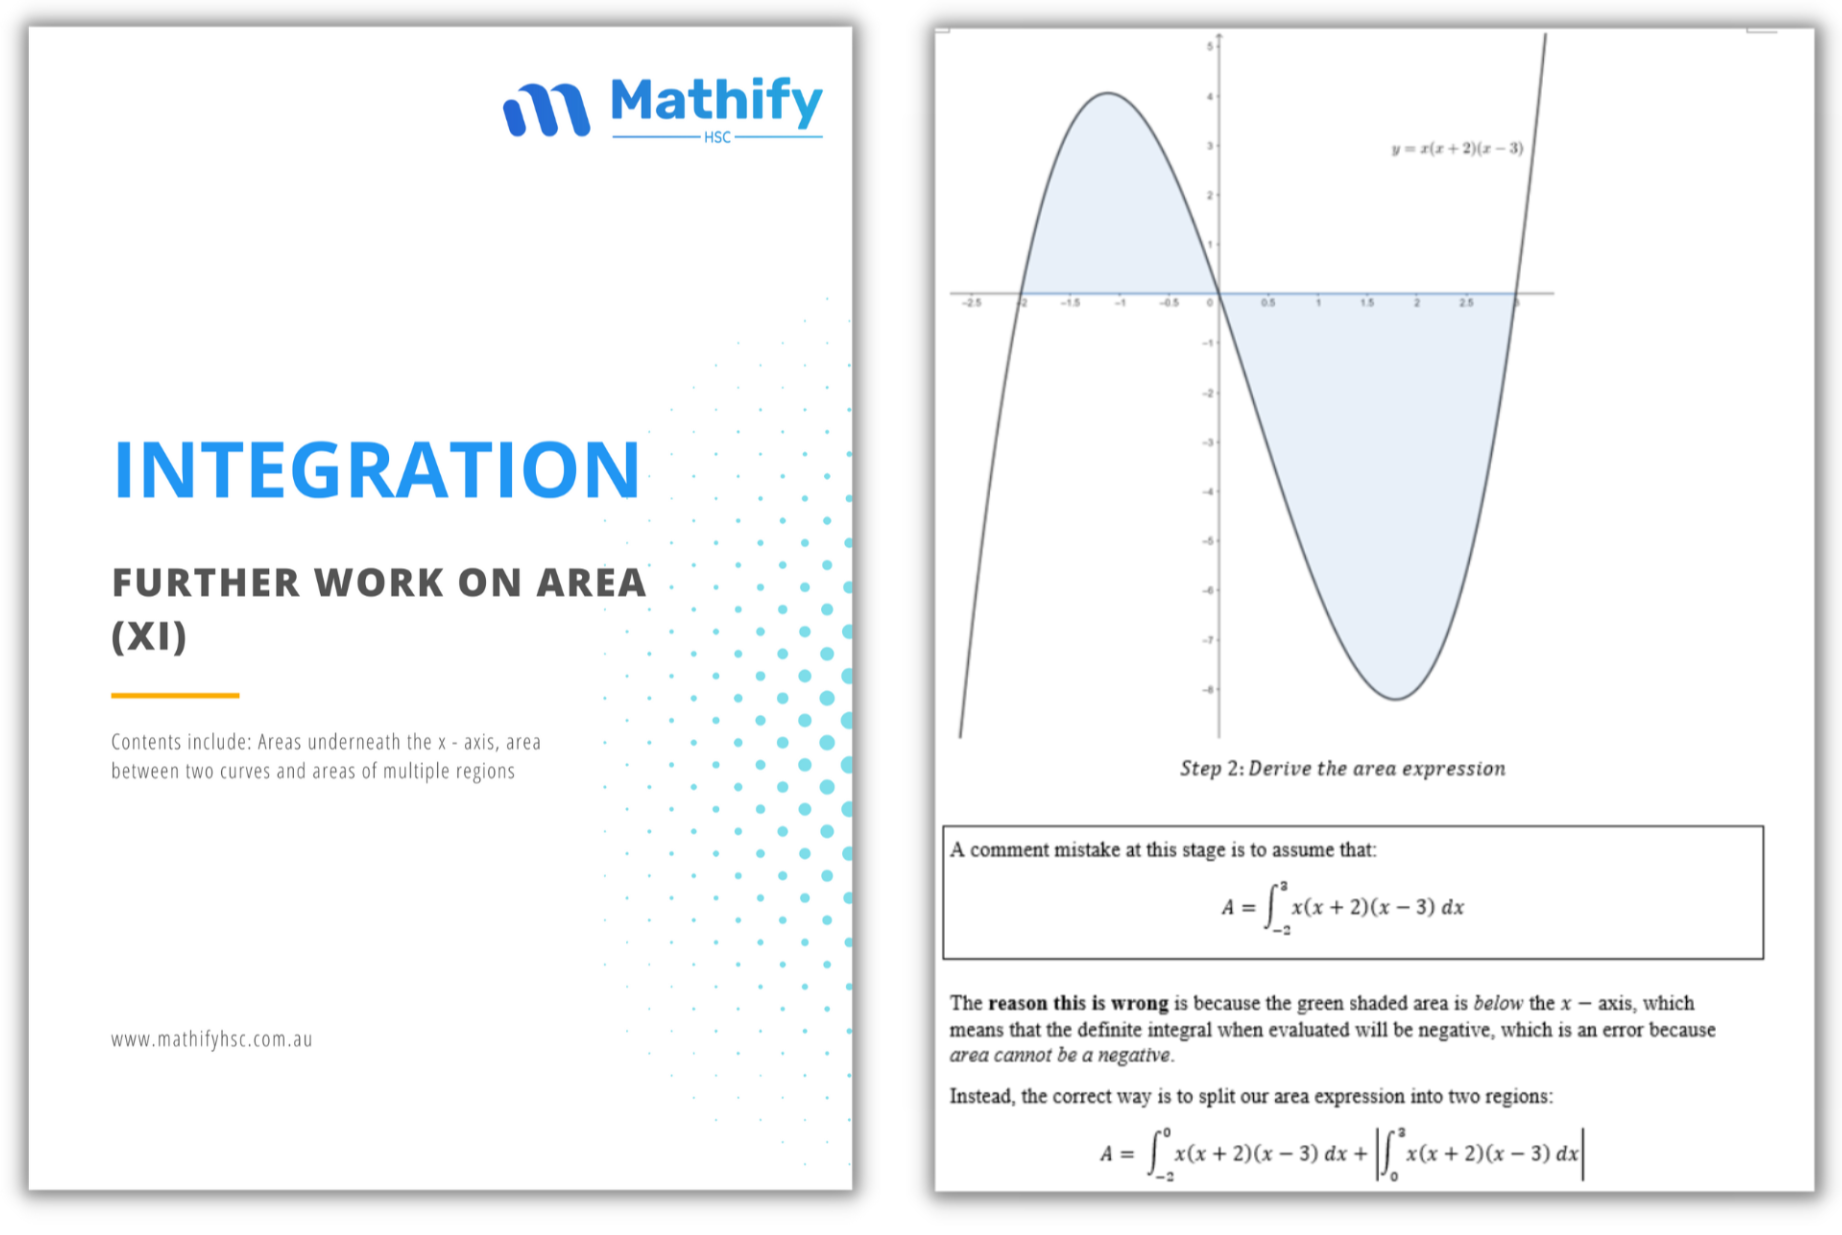 Mathify
HSC
INTEGRATION
FURTHER WORK ON AREA
(XI)
Contents include: Areas underneath the x - axis, area
between two curves and areas of multiple regions
www.mathifyhsc.com.au
5
4
y = x(x + 2)(x − 3)
3
2
1
−2.5 −2 −1.5 −1 −0.5 0 0.5 1 1.5 2 2.5 3
−1
−2
−3
−4
−5
−6
−7
−8
Step 2: Derive the area expression
A comment mistake at this stage is to assume that:
A = ∫_{−2}^{3} x(x + 2)(x − 3) dx
The reason this is wrong is because the green shaded area is below the x − axis, which
means that the definite integral when evaluated will be negative, which is an error because
area cannot be a negative.
Instead, the correct way is to split our area expression into two regions:
A = ∫_{−2}^{0} x(x + 2)(x − 3) dx + |∫_{0}^{3} x(x + 2)(x − 3) dx|